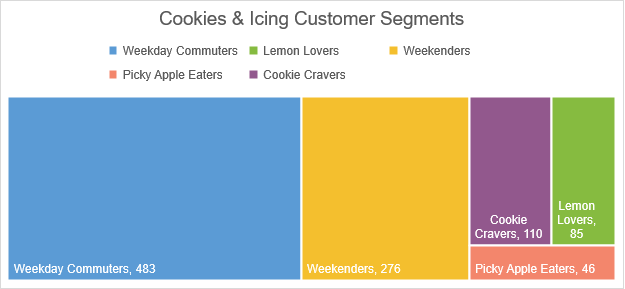 Cookies & Icing Customer Segments
Weekday Commuters Lemon Lovers Weekenders
Picky Apple Eaters Cookie Cravers
Weekday Commuters, 483
Weekenders, 276
Cookie
Cravers, 110
Lemon
Lovers,
85
Picky Apple Eaters, 46